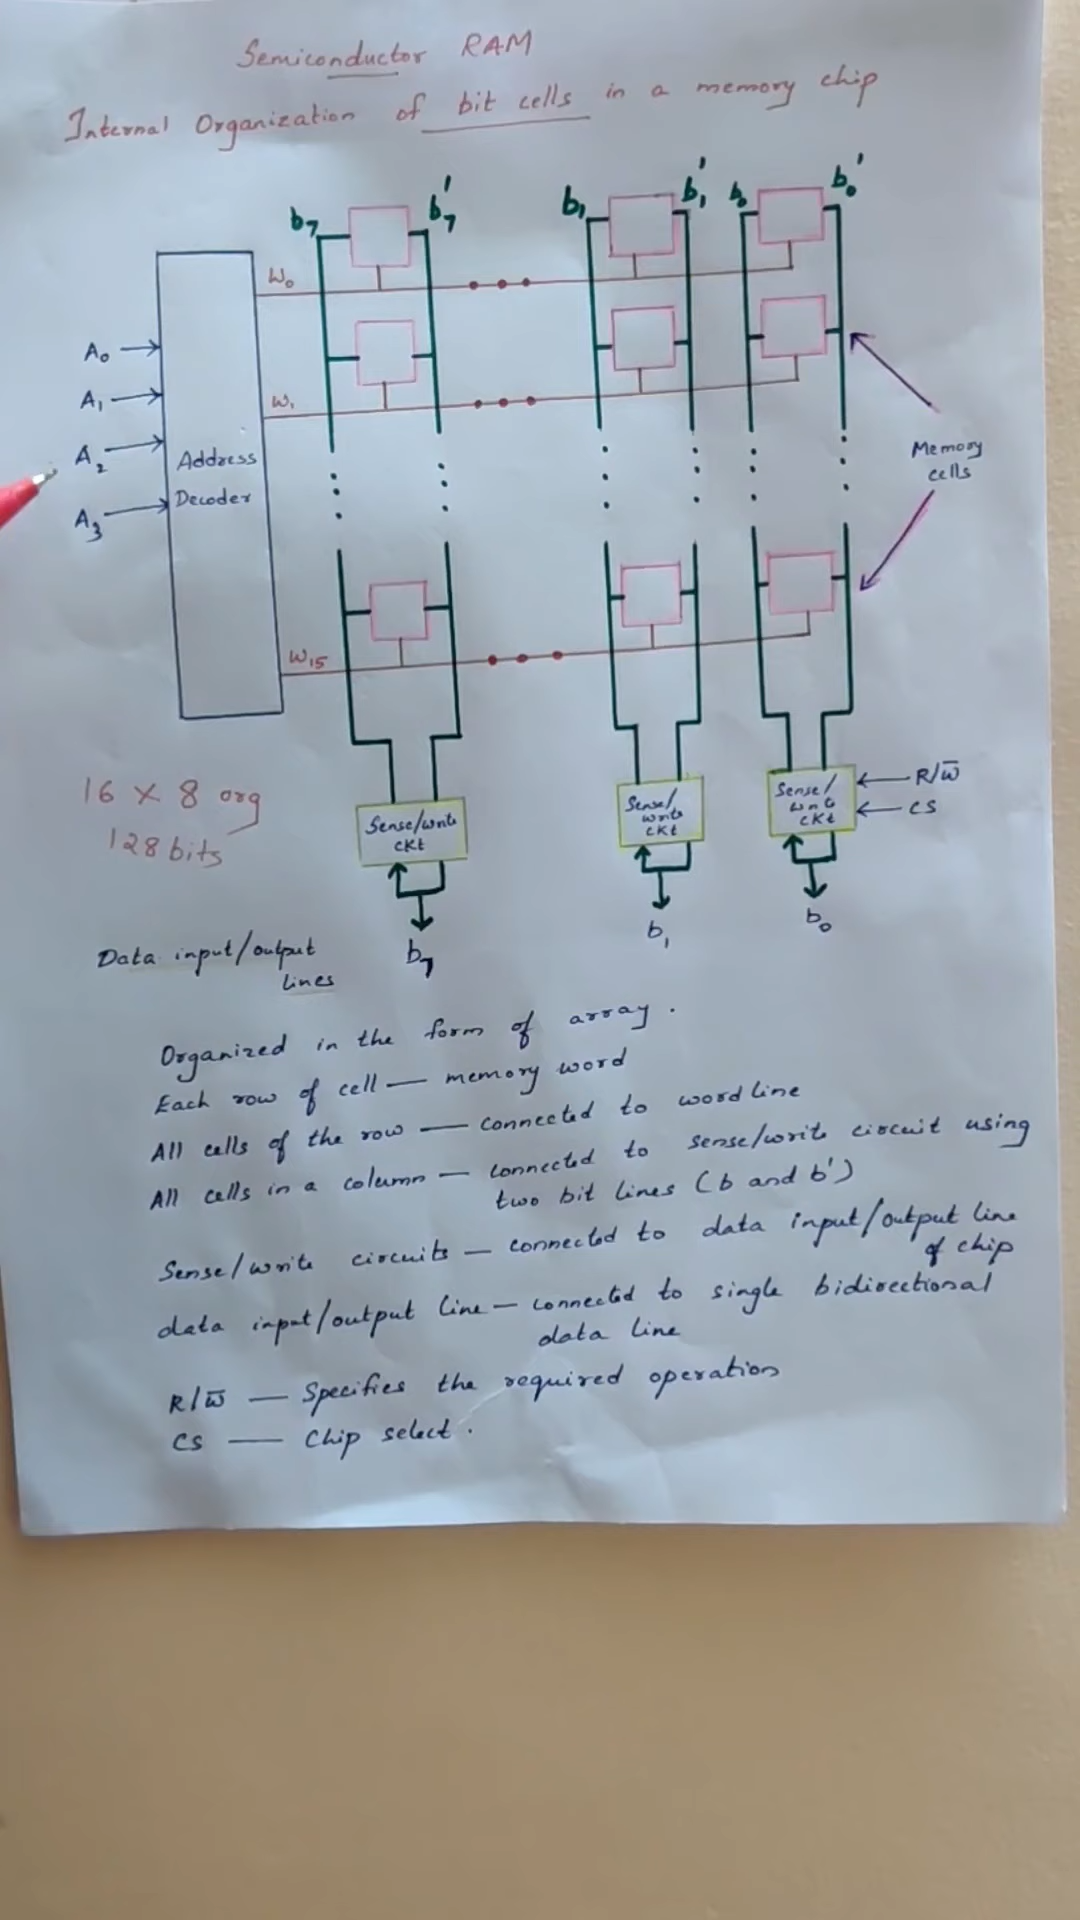 Semiconductor RAM
Internal Organization of bit cells in a memory chip
b7 b7' b1 b1' b0 b0'
W0
A0
A1
W1
A2
Address
Decoder
A3
Memory
cells
W15
16 X 8 org
128 bits
Sense/write
ckt
Sense/
write
ckt
Sense/
write
ckt
R/W̅
CS
b7
b1
b0
Data input/output
lines
Organized in the form of array.
Each row of cell — memory word
All cells of the row — connected to word line
All cells in a column — connected to sense/write circuit using
two bit lines (b and b')
Sense/write circuits — connected to data input/output line
of chip
data input/output line — connected to single bidirectional
data line
R/W̅ — Specifies the required operation
CS — Chip select.